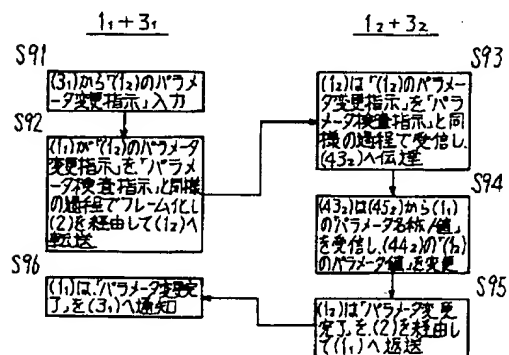 1₁+3₁
1₂+3₂
S91
(3₁)から「(1₂)のパラメ
ータ変更指示」入力
S92
(1₁)が「(1₂)のパラメータ
変更指示」を「パラメ
ータ検査指示」と同様
の過程でフレーム化し
(2)を経由して(1₂)へ
転送
S93
(1₂)は「(1₂)のパラメータ
変更指示」を「パラ
メータ検査指示」と同
様の過程で受信し、
(43₂)へ伝達
S94
(43₂)は(45₂)から(1₁)
の「パラメータ名称/値」
を受信し、(44₂)の「(1₂)
のパラメータ値」を変更
S95
(1₂)は「パラメータ変更
完了」を、(2)を経由し
て(1₁)へ返送
S96
(1₁)は、「パラメータ変更完
了」を(3₁)へ通知